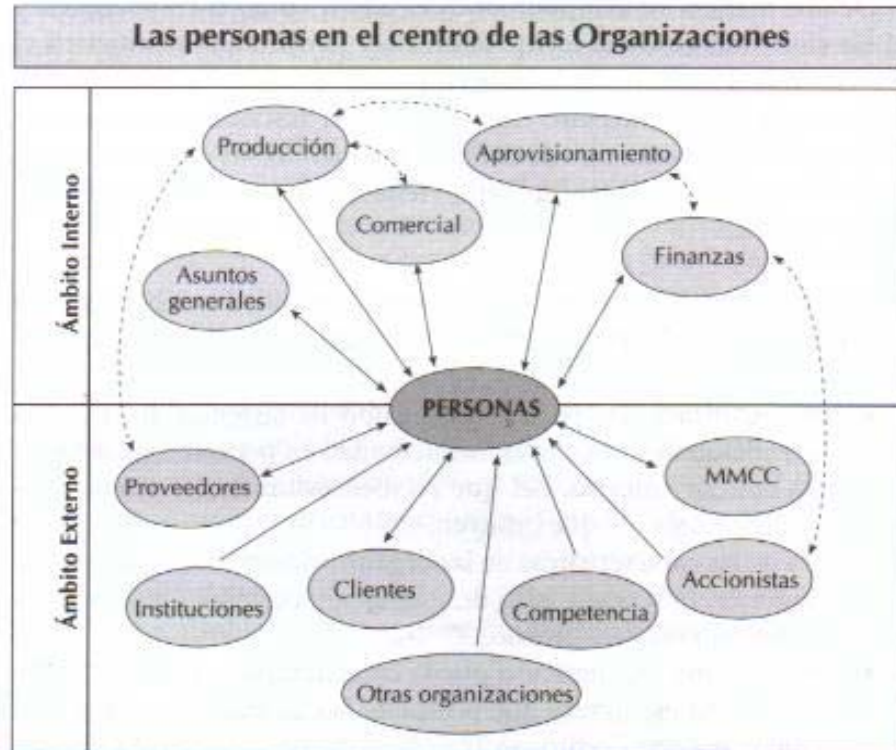 Las personas en el centro de las Organizaciones
Ámbito Interno
Producción
Aprovisionamiento
Comercial
Finanzas
Asuntos
generales
PERSONAS
Ámbito Externo
Proveedores
MMCC
Instituciones
Clientes
Competencia
Accionistas
Otras organizaciones